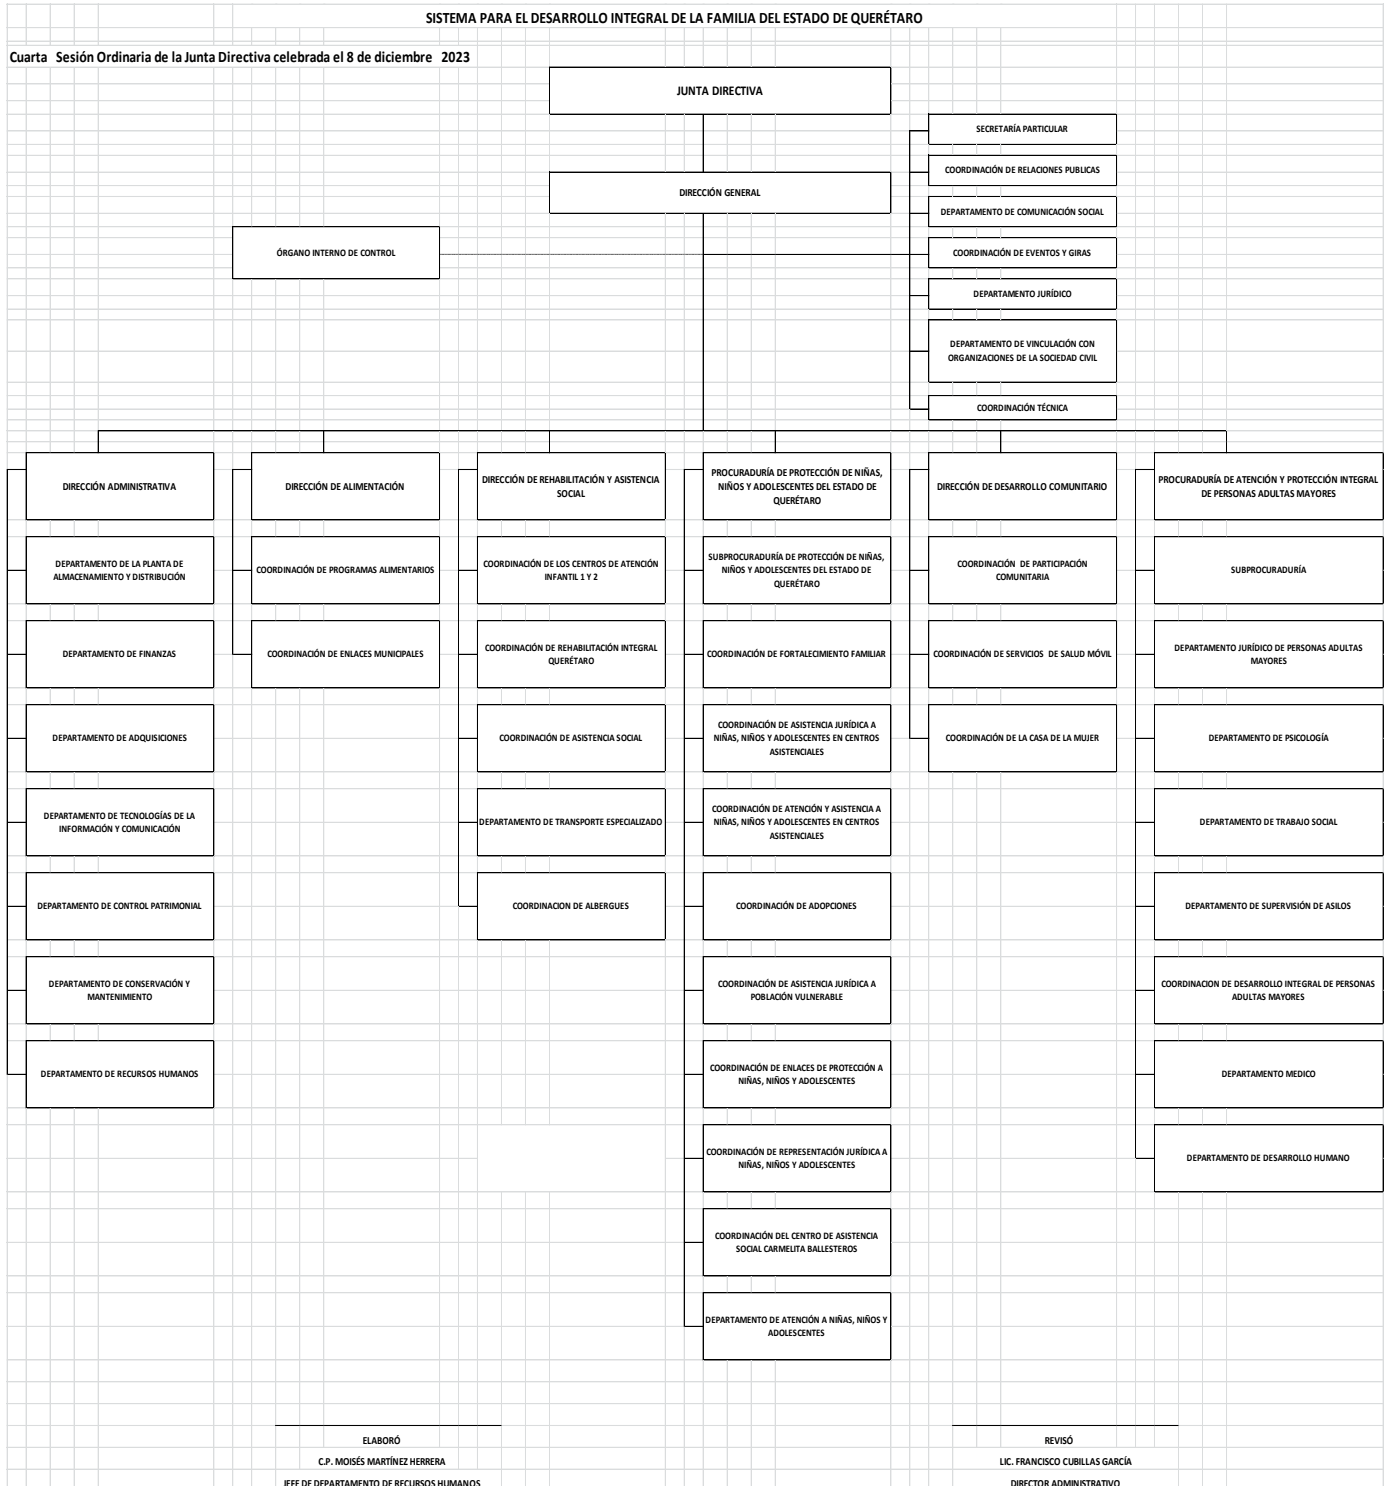 SISTEMA PARA EL DESARROLLO INTEGRAL DE LA FAMILIA DEL ESTADO DE QUERÉTARO
Cuarta Sesión Ordinaria de la Junta Directiva celebrada el 8 de diciembre 2023
JUNTA DIRECTIVA
SECRETARÍA PARTICULAR
COORDINACIÓN DE RELACIONES PUBLICAS
DIRECCIÓN GENERAL
DEPARTAMENTO DE COMUNICACIÓN SOCIAL
ÓRGANO INTERNO DE CONTROL
COORDINACIÓN DE EVENTOS Y GIRAS
DEPARTAMENTO JURÍDICO
DEPARTAMENTO DE VINCULACIÓN CON
ORGANIZACIONES DE LA SOCIEDAD CIVIL
COORDINACIÓN TÉCNICA
DIRECCIÓN ADMINISTRATIVA
DEPARTAMENTO DE LA PLANTA DE
ALMACENAMIENTO Y DISTRIBUCIÓN
DEPARTAMENTO DE FINANZAS
DEPARTAMENTO DE ADQUISICIONES
DEPARTAMENTO DE TECNOLOGÍAS DE LA
INFORMACIÓN Y COMUNICACIÓN
DEPARTAMENTO DE CONTROL PATRIMONIAL
DEPARTAMENTO DE CONSERVACIÓN Y
MANTENIMIENTO
DEPARTAMENTO DE RECURSOS HUMANOS
DIRECCIÓN DE ALIMENTACIÓN
COORDINACIÓN DE PROGRAMAS ALIMENTARIOS
COORDINACIÓN DE ENLACES MUNICIPALES
DIRECCIÓN DE REHABILITACIÓN Y ASISTENCIA
SOCIAL
COORDINACIÓN DE LOS CENTROS DE ATENCIÓN
INFANTIL 1 Y 2
COORDINACIÓN DE REHABILITACIÓN INTEGRAL
QUERÉTARO
COORDINACIÓN DE ASISTENCIA SOCIAL
DEPARTAMENTO DE TRANSPORTE ESPECIALIZADO
COORDINACION DE ALBERGUES
PROCURADURÍA DE PROTECCIÓN DE NIÑAS,
NIÑOS Y ADOLESCENTES DEL ESTADO DE
QUERÉTARO
SUBPROCURADURÍA DE PROTECCIÓN DE NIÑAS,
NIÑOS Y ADOLESCENTES DEL ESTADO DE
QUERÉTARO
COORDINACIÓN DE FORTALECIMIENTO FAMILIAR
COORDINACIÓN DE ASISTENCIA JURÍDICA A
NIÑAS, NIÑOS Y ADOLESCENTES EN CENTROS
ASISTENCIALES
COORDINACIÓN DE ATENCIÓN Y ASISTENCIA A
NIÑAS, NIÑOS Y ADOLESCENTES EN CENTROS
ASISTENCIALES
COORDINACIÓN DE ADOPCIONES
COORDINACIÓN DE ASISTENCIA JURÍDICA A
POBLACIÓN VULNERABLE
COORDINACIÓN DE ENLACES DE PROTECCIÓN A
NIÑAS, NIÑOS Y ADOLESCENTES
COORDINACIÓN DE REPRESENTACIÓN JURÍDICA A
NIÑAS, NIÑOS Y ADOLESCENTES
COORDINACIÓN DEL CENTRO DE ASISTENCIA
SOCIAL CARMELITA BALLESTEROS
DEPARTAMENTO DE ATENCIÓN A NIÑAS, NIÑOS Y
ADOLESCENTES
DIRECCIÓN DE DESARROLLO COMUNITARIO
COORDINACIÓN DE PARTICIPACIÓN
COMUNITARIA
COORDINACIÓN DE SERVICIOS DE SALUD MÓVIL
COORDINACIÓN DE LA CASA DE LA MUJER
PROCURADURÍA DE ATENCIÓN Y PROTECCIÓN INTEGRAL
DE PERSONAS ADULTAS MAYORES
SUBPROCURADURÍA
DEPARTAMENTO JURÍDICO DE PERSONAS ADULTAS
MAYORES
DEPARTAMENTO DE PSICOLOGÍA
DEPARTAMENTO DE TRABAJO SOCIAL
DEPARTAMENTO DE SUPERVISIÓN DE ASILOS
COORDINACION DE DESARROLLO INTEGRAL DE PERSONAS
ADULTAS MAYORES
DEPARTAMENTO MEDICO
DEPARTAMENTO DE DESARROLLO HUMANO
ELABORÓ
C.P. MOISÉS MARTÍNEZ HERRERA
JEFE DE DEPARTAMENTO DE RECURSOS HUMANOS
REVISÓ
LIC. FRANCISCO CUBILLAS GARCÍA
DIRECTOR ADMINISTRATIVO